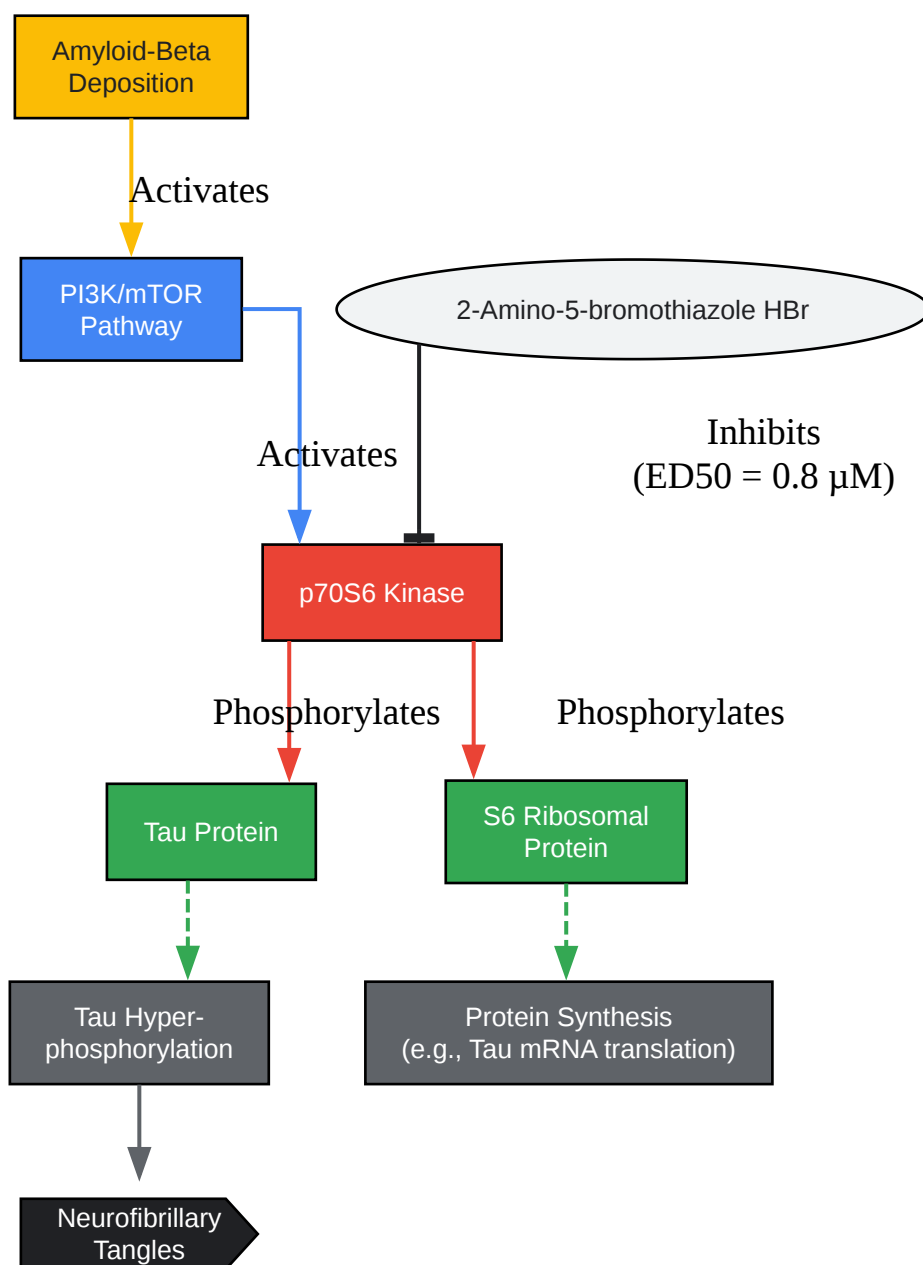 Amyloid-Beta
Deposition
Activates
PI3K/mTOR
Pathway
2-Amino-5-bromothiazole HBr
Activates
Inhibits
(ED50 = 0.8 µM)
p70S6 Kinase
Phosphorylates
Phosphorylates
Tau Protein
S6 Ribosomal
Protein
Tau Hyper-
phosphorylation
Protein Synthesis
(e.g., Tau mRNA translation)
Neurofibrillary
Tangles